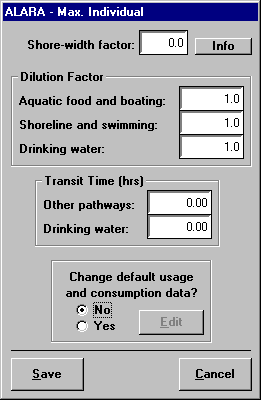 ALARA - Max. Individual
Shore-width factor: 0.0 Info
Dilution Factor
Aquatic food and boating: 1.0
Shoreline and swimming: 1.0
Drinking water: 1.0
Transit Time (hrs)
Other pathways: 0.00
Drinking water: 0.00
Change default usage
and consumption data?
No
Yes
Edit
Save
Cancel